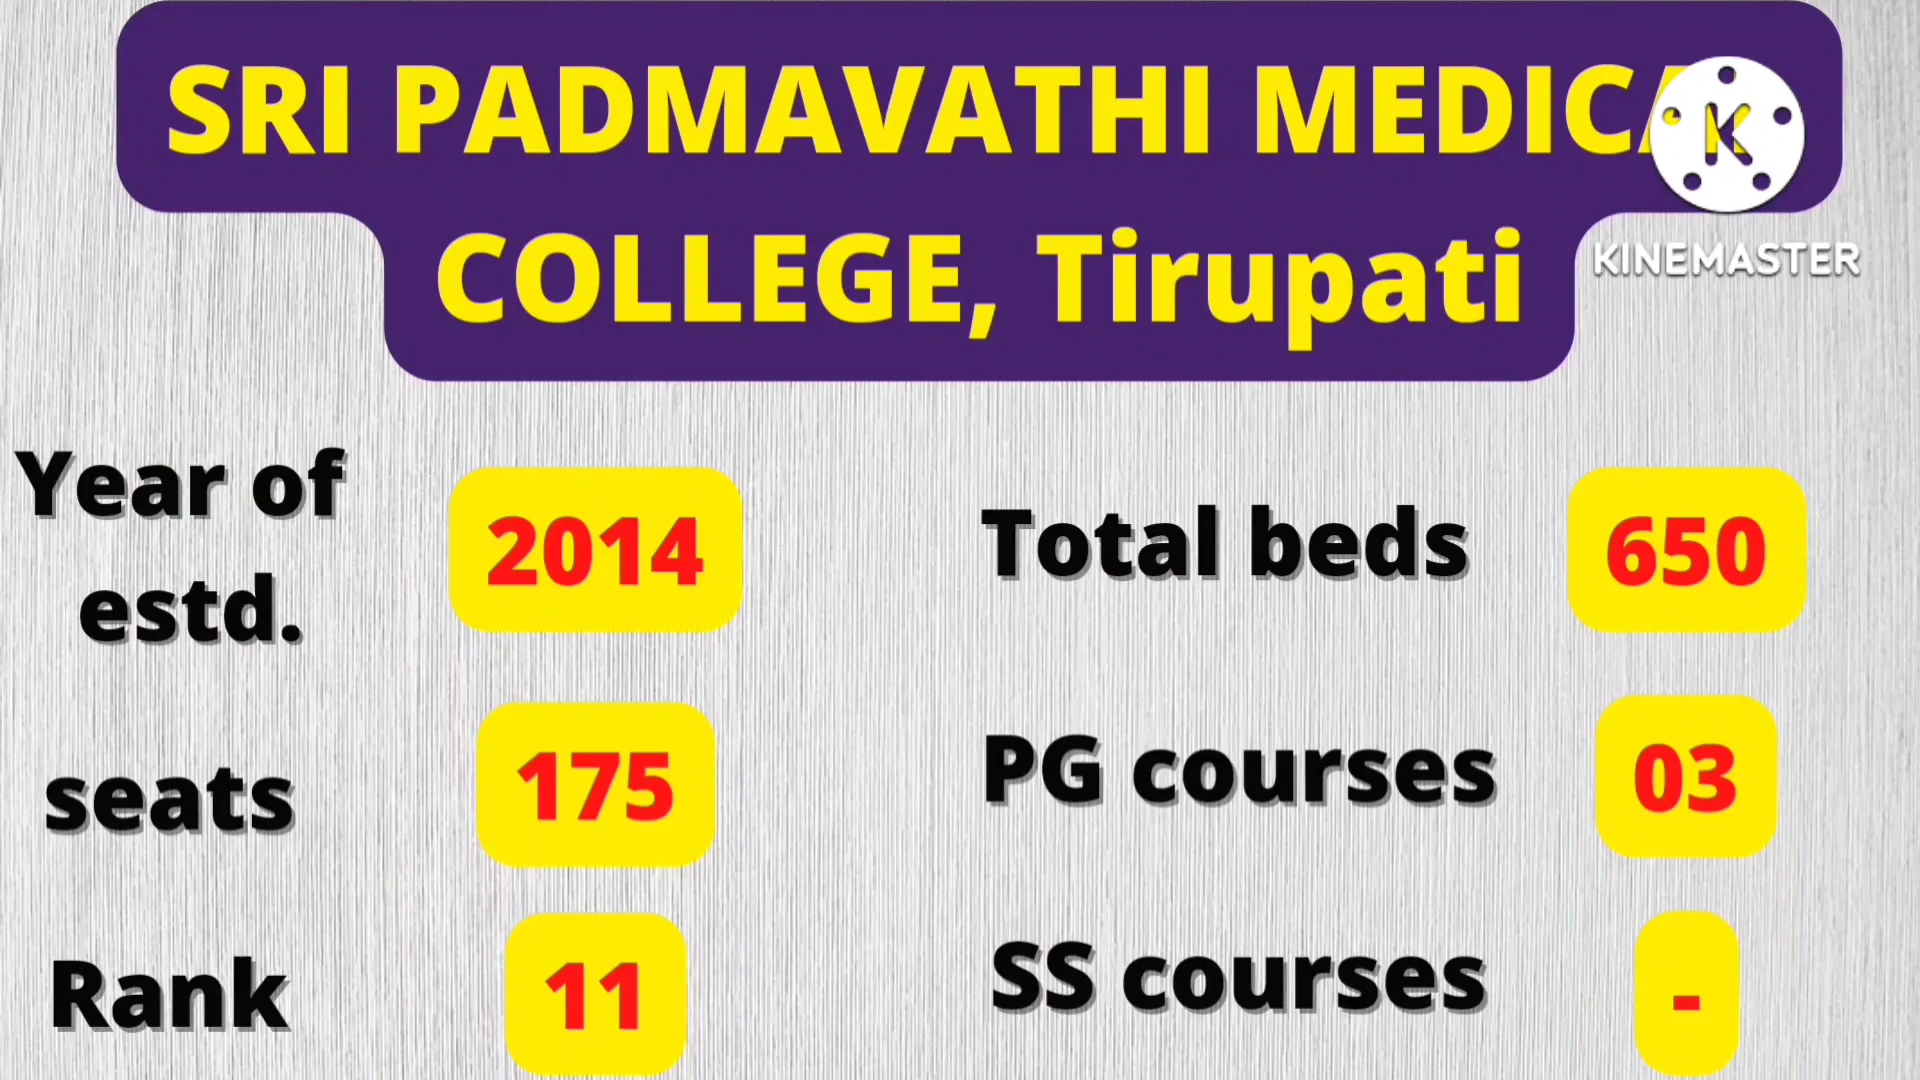 SRI PADMAVATHI MEDICA
COLLEGE, Tirupati
K
KINEMASTER
Year of
estd.
2014
Total beds
650
seats
175
PG courses
03
Rank
11
SS courses
-